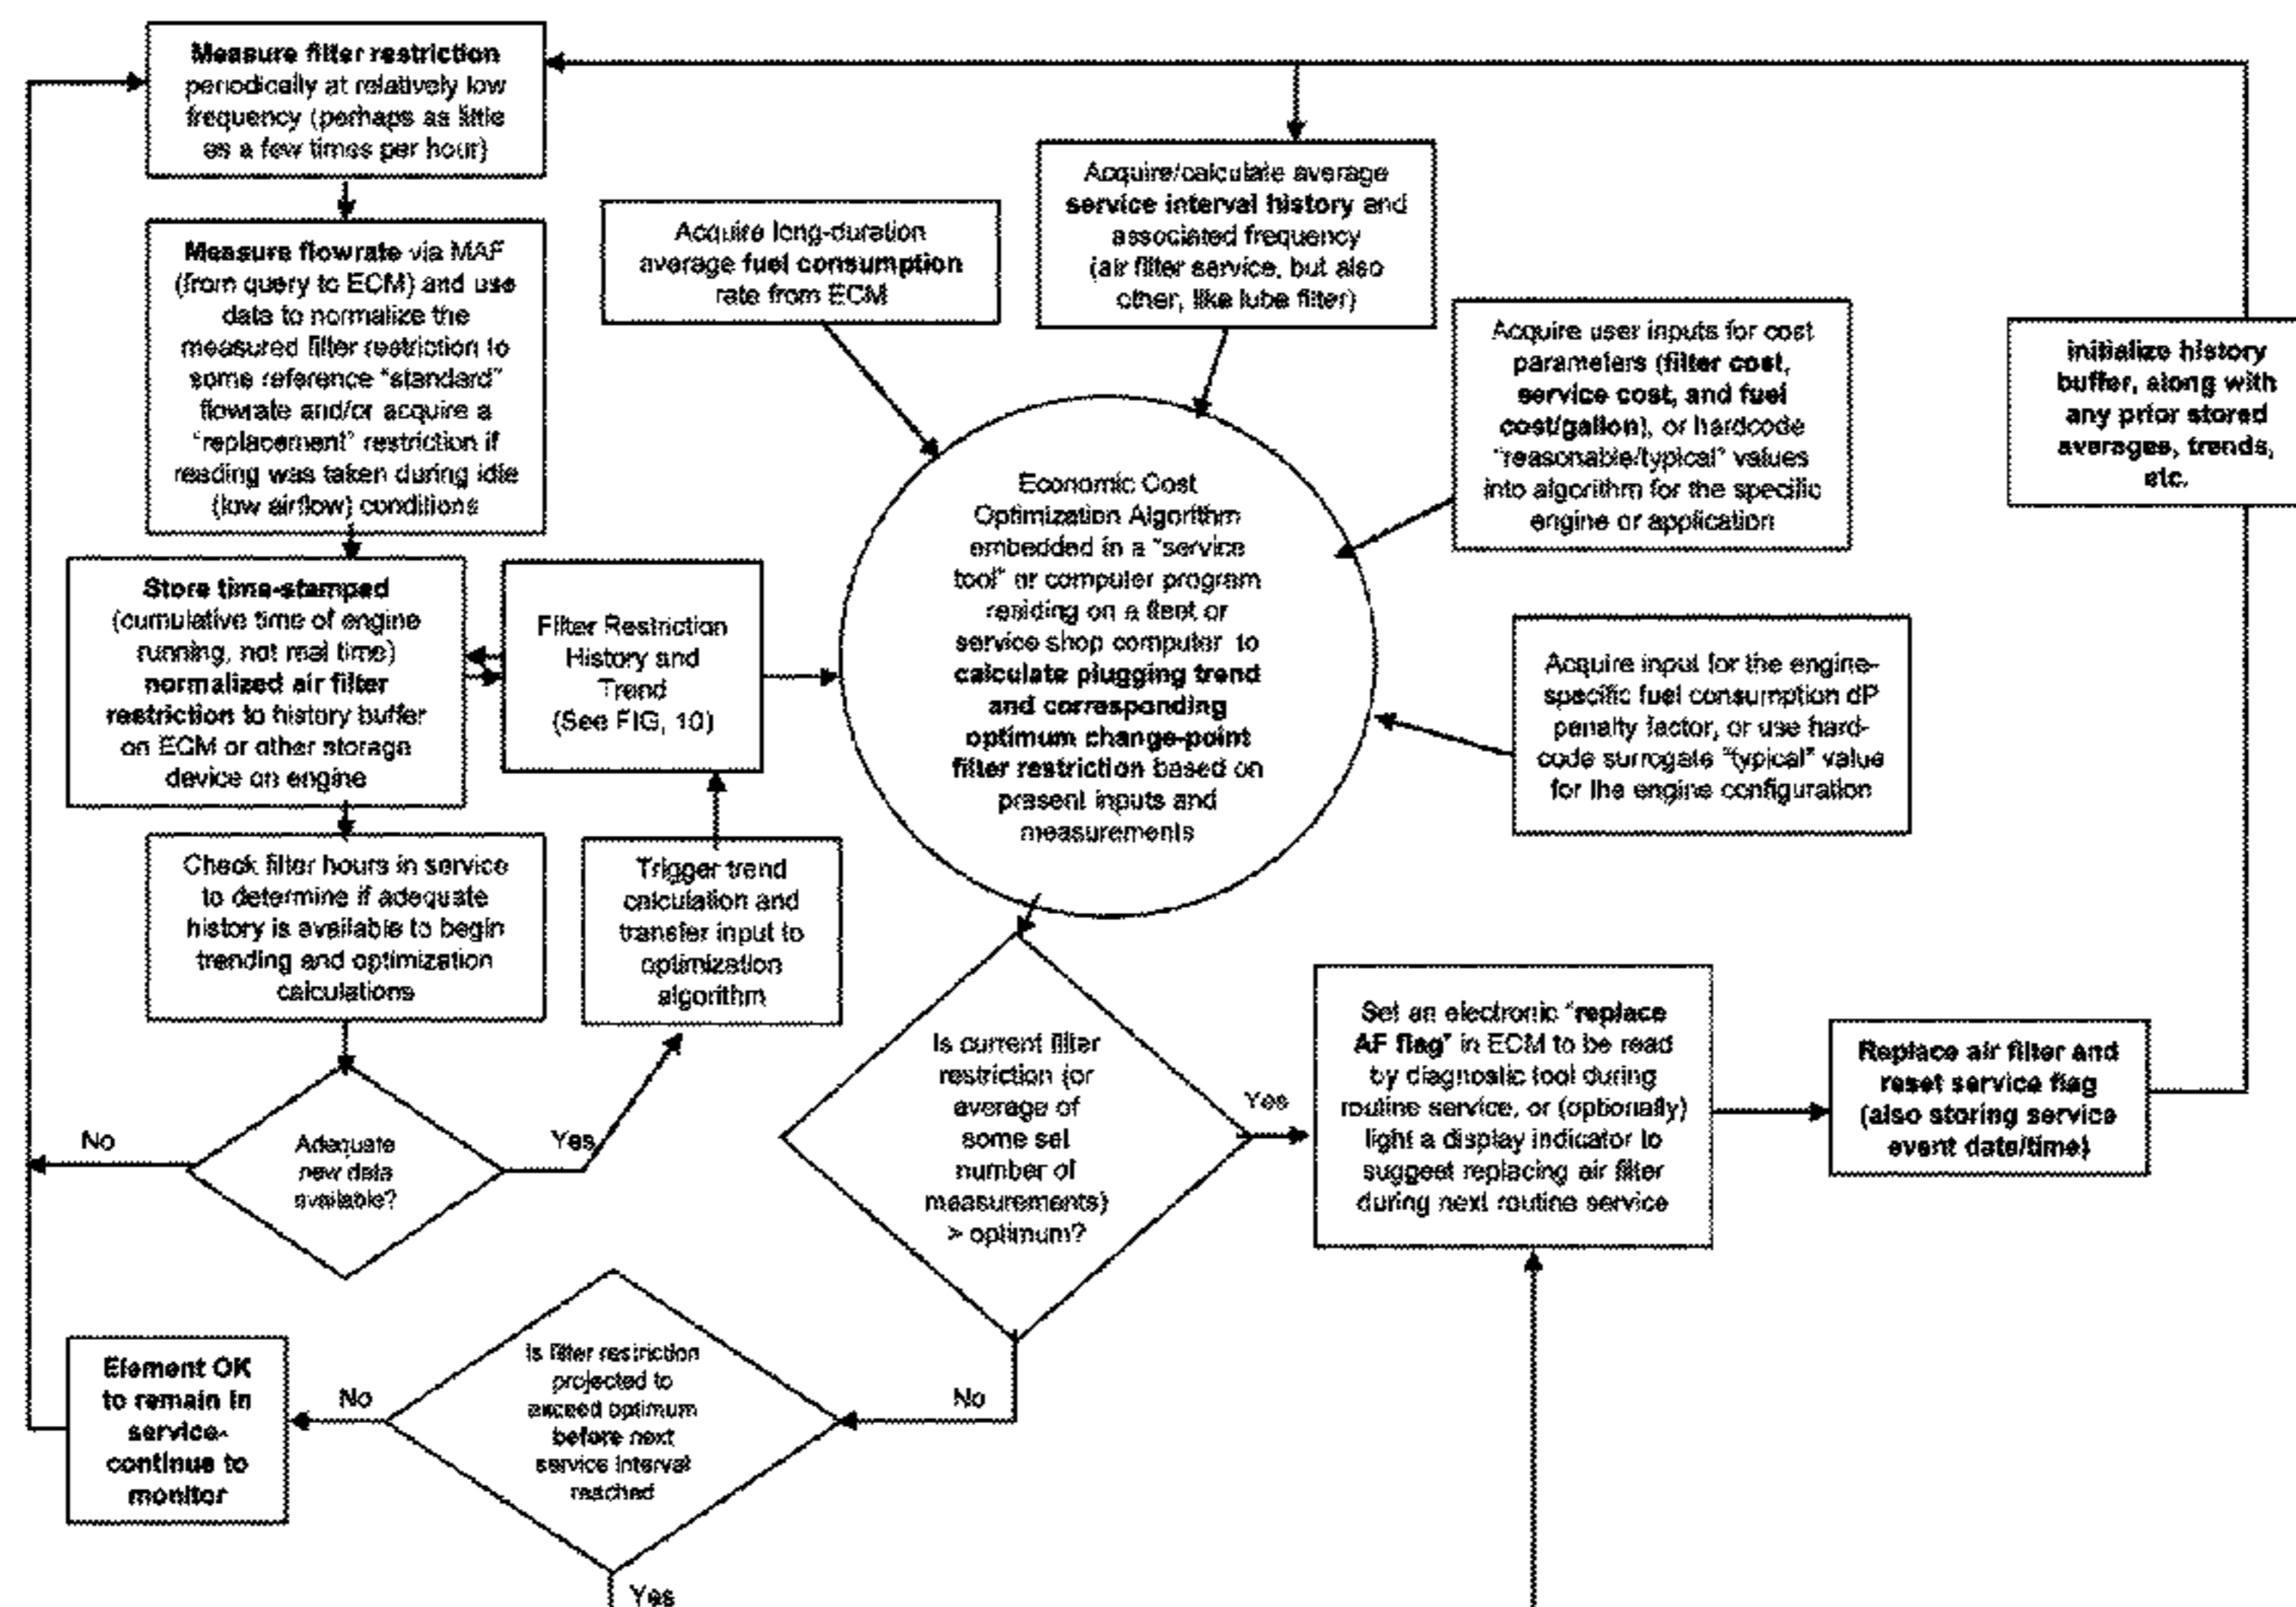 Measure filter restriction
periodically at relatively low
frequency (perhaps as little
as a few times per hour)
Measure flowrate via MAF
(from query to ECM) and use
data to normalize the
measured filter restriction to
some reference "standard"
flowrate and/or acquire a
"replacement" restriction if
reading was taken during idle
(low airflow) conditions
Store time-stamped
(cumulative time of engine
running, not real time)
normalized air filter
restriction to history buffer
on ECM or other storage
device on engine
Check filter hours in service
to determine if adequate
history is available to begin
trending and optimization
calculations
Adequate
new data
available?
No
Yes
Trigger trend
calculation and
transfer input to
optimization
algorithm
Filter Restriction
History and
Trend
(See FIG, 10)
Acquire long-duration
average fuel consumption
rate from ECM
Acquire/calculate average
service interval history and
associated frequency
(air filter service, but also
other, like lube filter)
Acquire user inputs for cost
parameters (filter cost,
service cost, and fuel
cost/gallon), or hardcode
"reasonable/typical" values
into algorithm for the specific
engine or application
Acquire input for the engine-
specific fuel consumption dP
penalty factor, or use hard-
code surrogate "typical" value
for the engine configuration
Economic Cost
Optimization Algorithm
embedded in a "service
tool" or computer program
residing on a fleet or
service shop computer to
calculate plugging trend
and corresponding
optimum change-point
filter restriction based on
present inputs and
measurements
Is current filter
restriction (or
average of
some set
number of
measurements)
> optimum?
Yes
No
Set an electronic "replace
AF flag" in ECM to be read
by diagnostic tool during
routine service, or (optionally)
light a display indicator to
suggest replacing air filter
during next routine service
Replace air filter and
reset service flag
(also storing service
event date/time)
initialize history
buffer, along with
any prior stored
averages, trends,
etc.
Is filter restriction
projected to
exceed optimum
before next
service interval
reached
No
Yes
Element OK
to remain in
service-
continue to
monitor